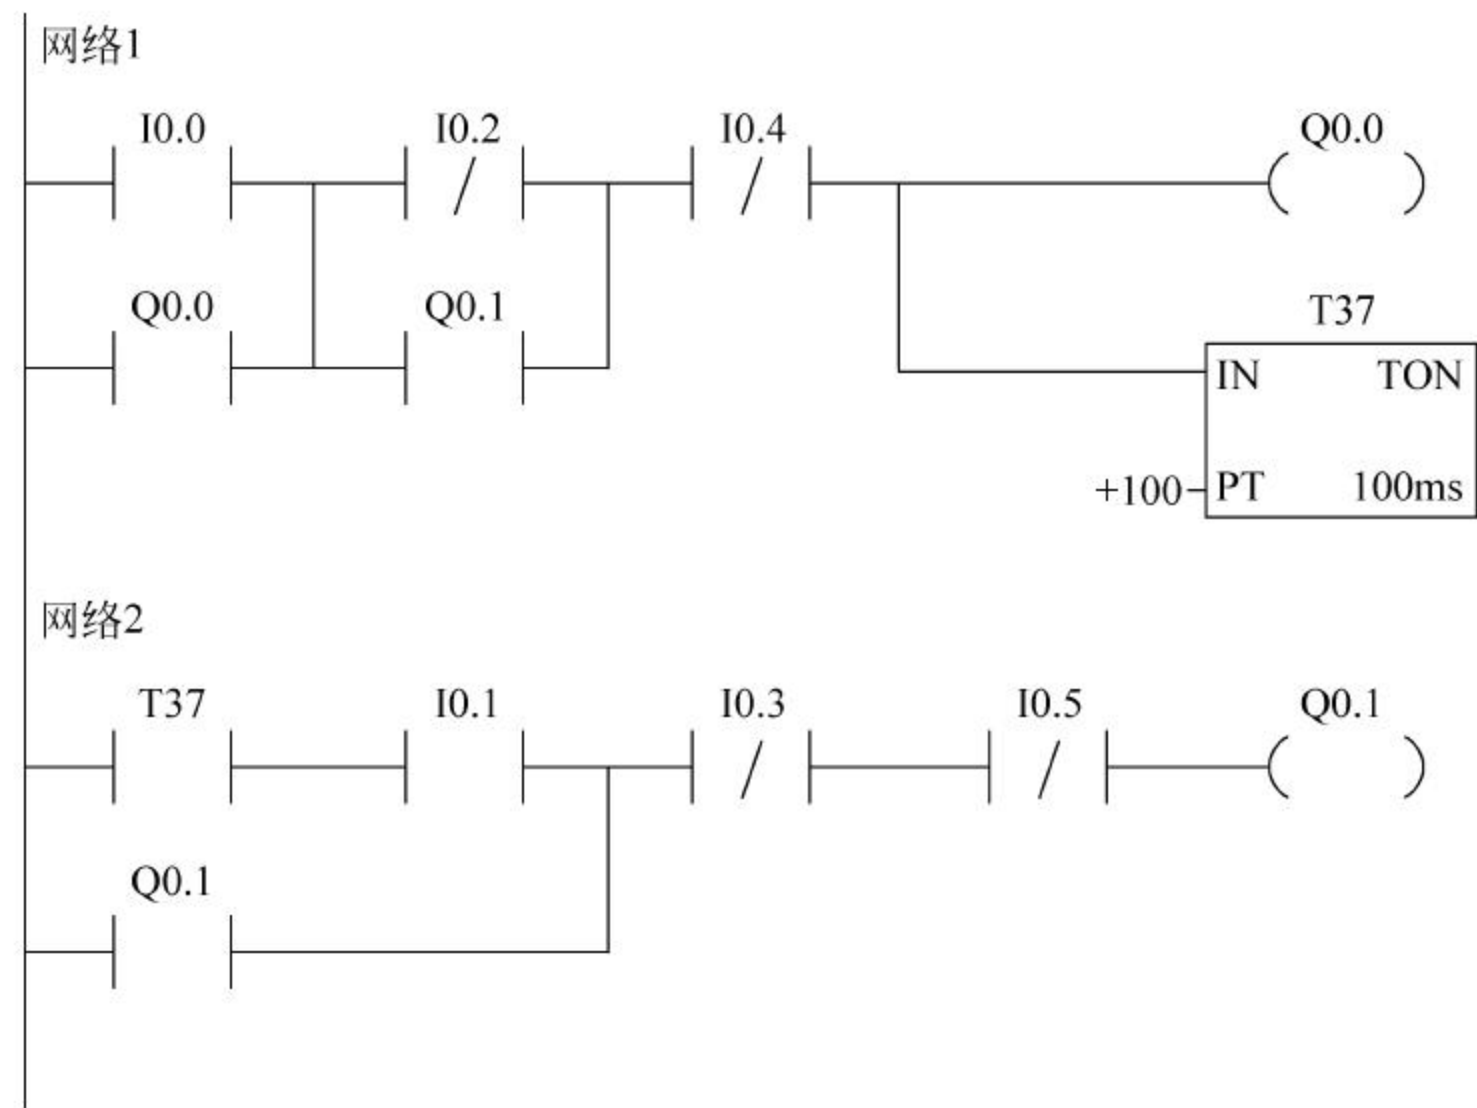 网络1
I0.0 I0.2 I0.4 Q0.0
Q0.0 Q0.1 T37
IN TON
+100 PT 100ms
网络2
T37 I0.1 I0.3 I0.5 Q0.1
Q0.1